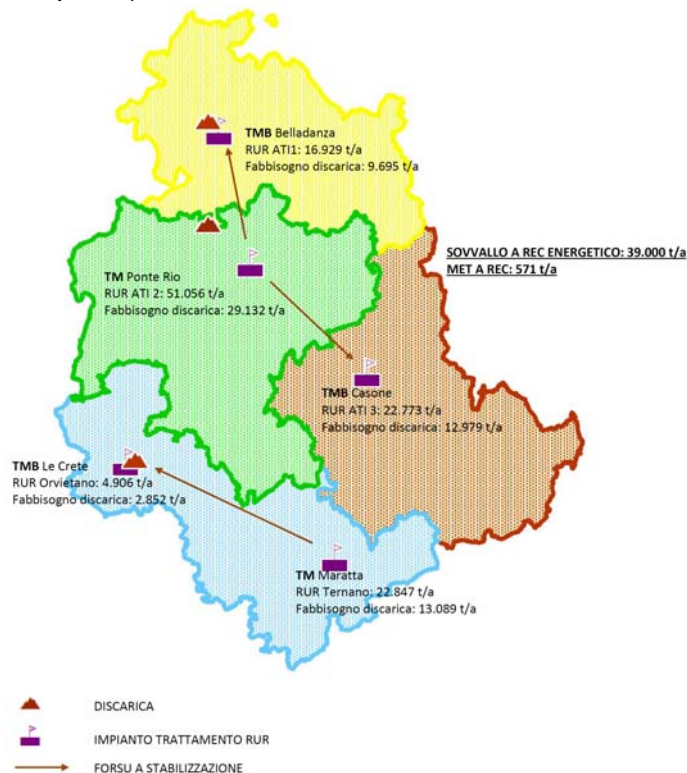 TMB Belladanza
RUR ATI1: 16.929 t/a
Fabbisogno discarica: 9.695 t/a
SOVVALLO A REC ENERGETICO: 39.000 t/a
MET A REC: 571 t/a
TM Ponte Rio
RUR ATI 2: 51.056 t/a
Fabbisogno discarica: 29.132 t/a
TMB Casone
RUR ATI 3: 22.773 t/a
Fabbisogno discarica: 12.979 t/a
TMB Le Crete
RUR Orvietano: 4.906 t/a
Fabbisogno discarica: 2.852 t/a
TM Maratta
RUR Ternano: 22.847 t/a
Fabbisogno discarica: 13.089 t/a
DISCARICA
IMPIANTO TRATTAMENTO RUR
FORSU A STABILIZZAZIONE